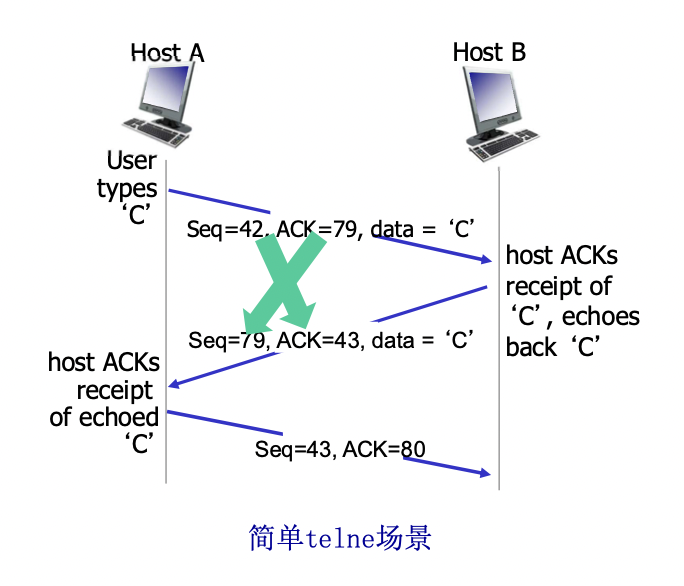 Host A
Host B
User
types
‘C’
Seq=42, ACK=79, data = ‘C’
host ACKs
receipt of
‘C’, echoes
back ‘C’
Seq=79, ACK=43, data = ‘C’
host ACKs
receipt
of echoed
‘C’
Seq=43, ACK=80
简单telne场景